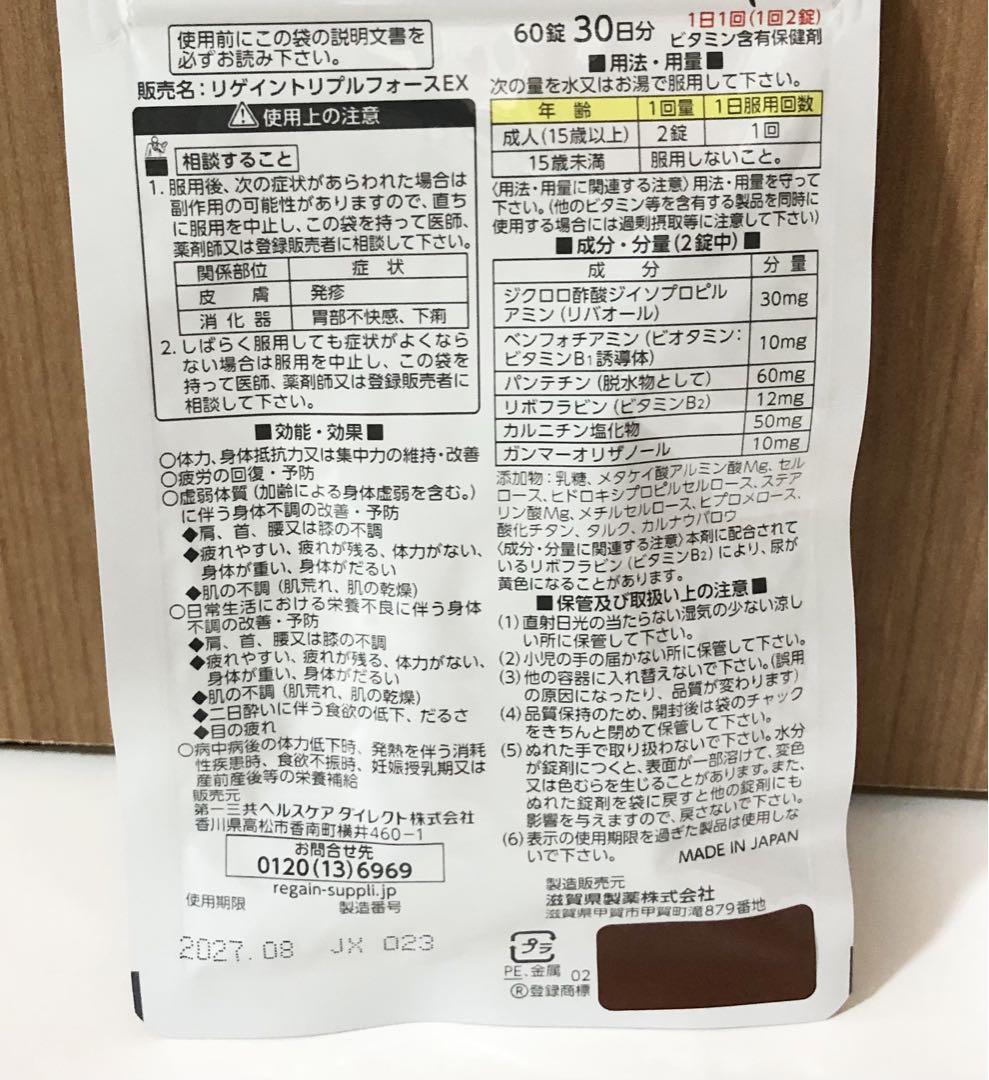 使用前にこの袋の説明文書を
必ずお読み下さい。
販売名：リゲイントリプルフォースEX
使用上の注意
相談すること
1. 服用後、次の症状があらわれた場合は
副作用の可能性がありますので、直ち
に服用を中止し、この袋を持って医師、
薬剤師又は登録販売者に相談して下さい。
関係部位 症状
皮膚 発疹
消化器 胃部不快感、下痢
2. しばらく服用しても症状がよくなら
ない場合は服用を中止し、この袋を
持って医師、薬剤師又は登録販売者に
相談して下さい。
■効能・効果■
○体力、身体抵抗力又は集中力の維持・改善
○疲労の回復・予防
○虚弱体質（加齢による身体虚弱を含む。）
に伴う身体不調の改善・予防
◆肩、首、腰又は膝の不調
◆疲れやすい、疲れが残る、体力がない、
身体が重い、身体がだるい
◆肌の不調（肌荒れ、肌の乾燥）
○日常生活における栄養不良に伴う身体
不調の改善・予防
◆肩、首、腰又は膝の不調
◆疲れやすい、疲れが残る、体力がない、
身体が重い、身体がだるい
◆肌の不調（肌荒れ、肌の乾燥）
◆二日酔いに伴う食欲の低下、だるさ
◆目の疲れ
○病中病後の体力低下時、発熱を伴う消耗
性疾患時、食欲不振時、妊娠授乳期又は
産前産後等の栄養補給
販売元
第一三共ヘルスケア ダイレクト株式会社
香川県高松市香南町横井460-1
お問合せ先
0120(13)6969
regain-suppli.jp
使用期限 製造番号
2027.08 JX 023
60錠 30日分
1日1回（1回2錠）
ビタミン含有保健剤
■用法・用量■
次の量を水又はお湯で服用して下さい。
年齢 1回量 1日服用回数
成人（15歳以上） 2錠 1回
15歳未満 服用しないこと。
〈用法・用量に関連する注意〉用法・用量を守って
下さい。（他のビタミン等を含有する製品を同時に
使用する場合には過剰摂取等に注意して下さい）
■成分・分量（2錠中）■
成分 分量
ジクロロ酢酸ジイソプロピル
アミン（リバオール） 30mg
ベンフォチアミン（ビオタミン：
ビタミンB1誘導体） 10mg
パンテチン（脱水物として） 60mg
リボフラビン（ビタミンB2） 12mg
カルニチン塩化物 50mg
ガンマーオリザノール 10mg
添加物：乳糖、メタケイ酸アルミン酸Mg、セル
ロース、ヒドロキシプロピルセルロース、ステア
リン酸Mg、メチルセルロース、ヒプロメロース、
酸化チタン、タルク、カルナウバロウ
〈成分・分量に関連する注意〉本剤に配合されて
いるリボフラビン（ビタミンB2）により、尿が
黄色になることがあります。
■保管及び取扱い上の注意■
(1) 直射日光の当たらない湿気の少ない涼し
い所に保管して下さい。
(2) 小児の手の届かない所に保管して下さい。
(3) 他の容器に入れ替えないで下さい。（誤用
の原因になったり、品質が変わります）
(4) 品質保持のため、開封後は袋のチャック
をきちんと閉めて保管して下さい。
(5) ぬれた手で取り扱わないで下さい。水分
が錠剤につくと、表面が一部溶けて、変色
又は色むらを生じることがあります。また、
ぬれた錠剤を袋に戻すと他の錠剤にも
影響を与えますので、戻さないで下さい。
(6) 表示の使用期限を過ぎた製品は使用しな
いで下さい。
MADE IN JAPAN
製造販売元
滋賀県製薬株式会社
滋賀県甲賀市甲賀町滝879番地
プラ
PE、金属 02
®登録商標